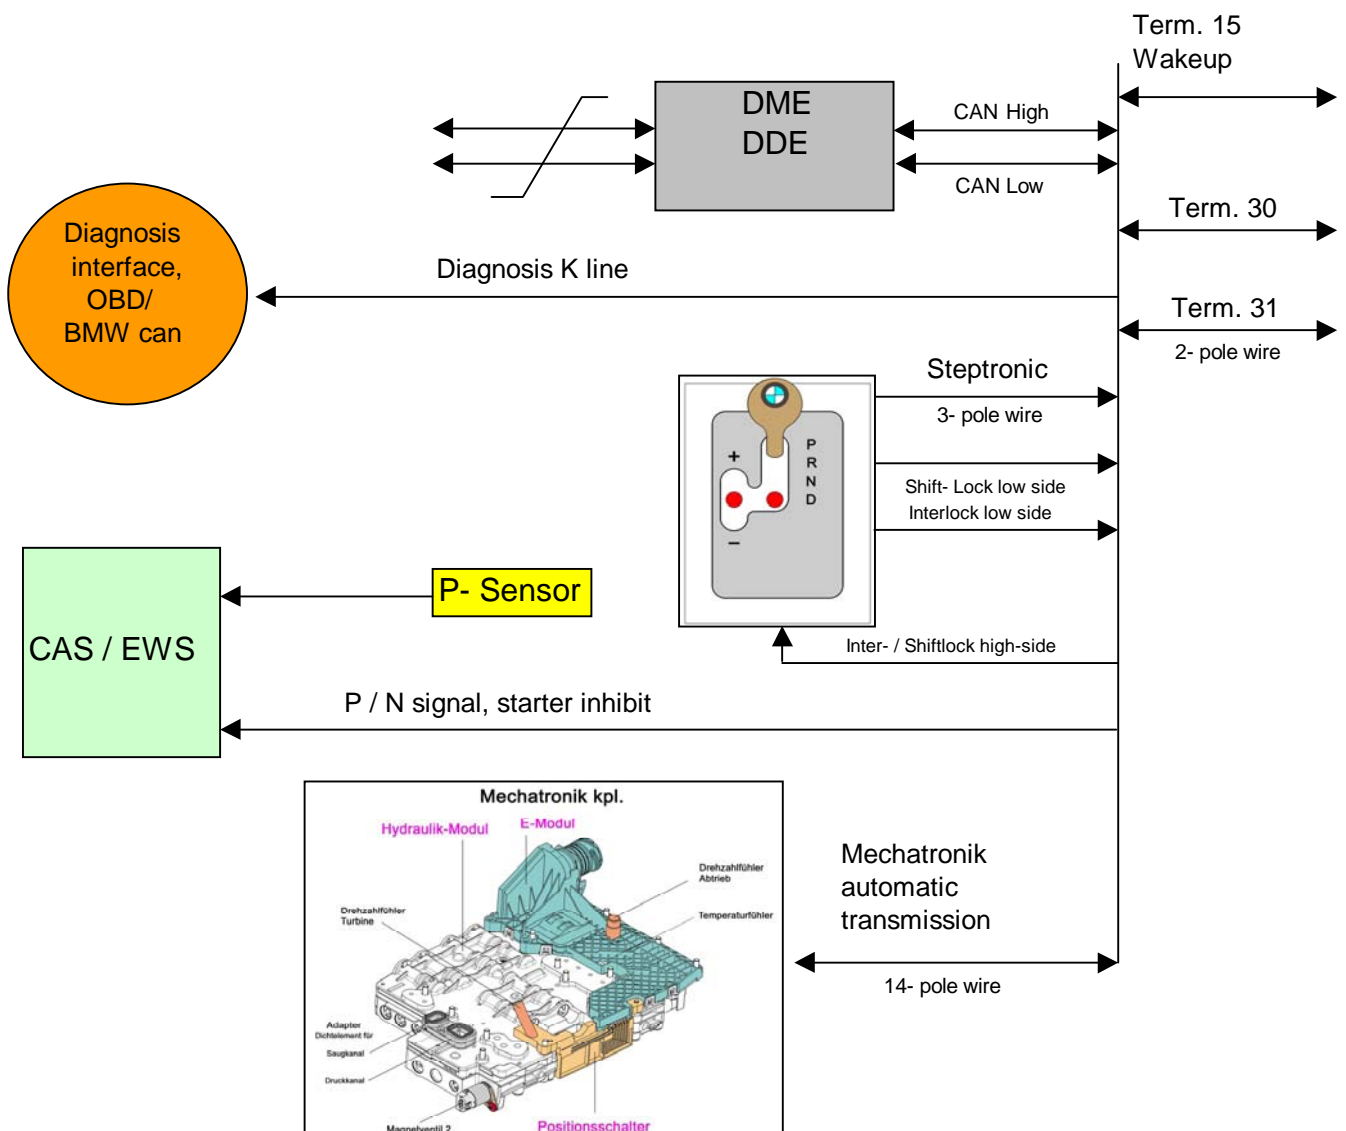 Term. 15
Wakeup
DME
DDE
CAN High
CAN Low
Term. 30
Diagnosis
interface,
OBD/
BMW can
Diagnosis K line
Term. 31
2- pole wire
Steptronic
3- pole wire
P
R
N
D
+
–
Shift- Lock low side
Interlock low side
P- Sensor
CAS / EWS
Inter- / Shiftlock high-side
P / N signal, starter inhibit
Mechatronik kpl.
Hydraulik-Modul
E-Modul
Drehzahlfühler
Abtrieb
Drehzahlfühler
Turbine
Temperaturfühler
Mechatronik
automatic
transmission
14- pole wire
Adapter
Dichtelement für
Saugkanal
Druckkanal
Magnetventil 2
Positionsschalter